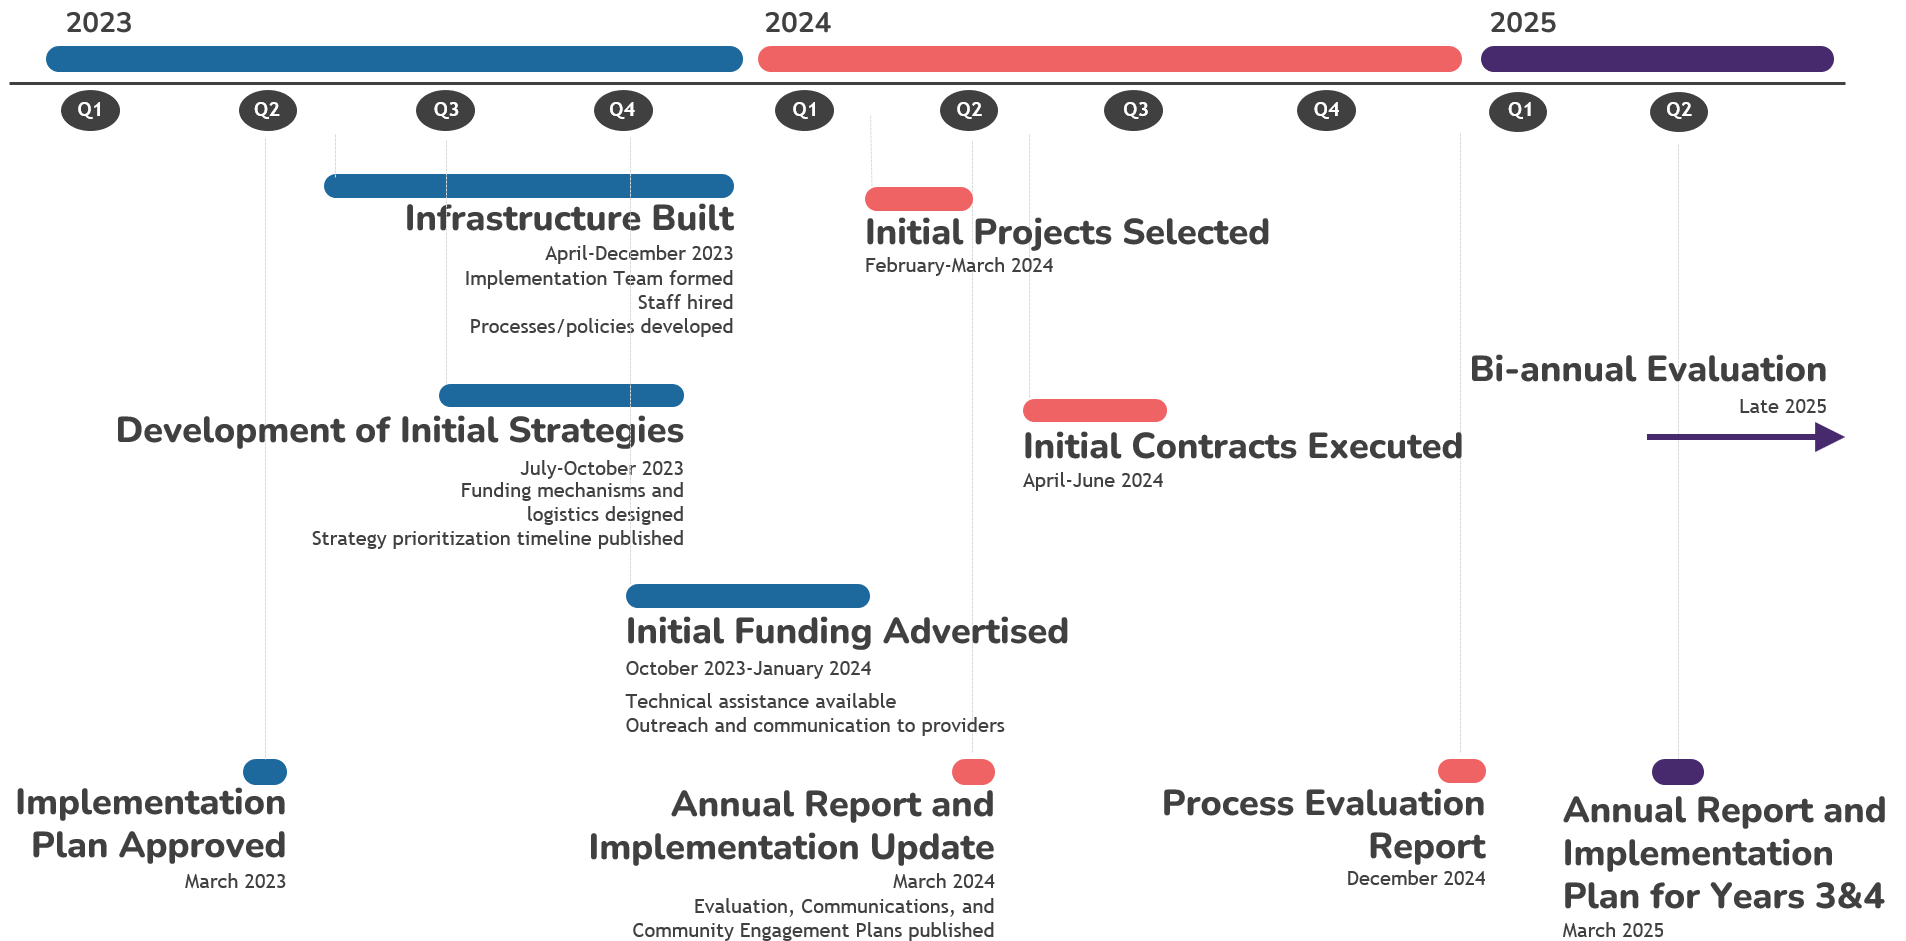 2023
2024
2025
Q1
Q2
Q3
Q4
Q1
Q2
Q3
Q4
Q1
Q2
Infrastructure Built
April-December 2023
Implementation Team formed
Staff hired
Processes/policies developed
Initial Projects Selected
February-March 2024
Bi-annual Evaluation
Late 2025
Development of Initial Strategies
July-October 2023
Funding mechanisms and
logistics designed
Strategy prioritization timeline published
Initial Contracts Executed
April-June 2024
Initial Funding Advertised
October 2023-January 2024
Technical assistance available
Outreach and communication to providers
Implementation
Plan Approved
March 2023
Annual Report and
Implementation Update
March 2024
Evaluation, Communications, and
Community Engagement Plans published
Process Evaluation
Report
December 2024
Annual Report and
Implementation
Plan for Years 3&4
March 2025